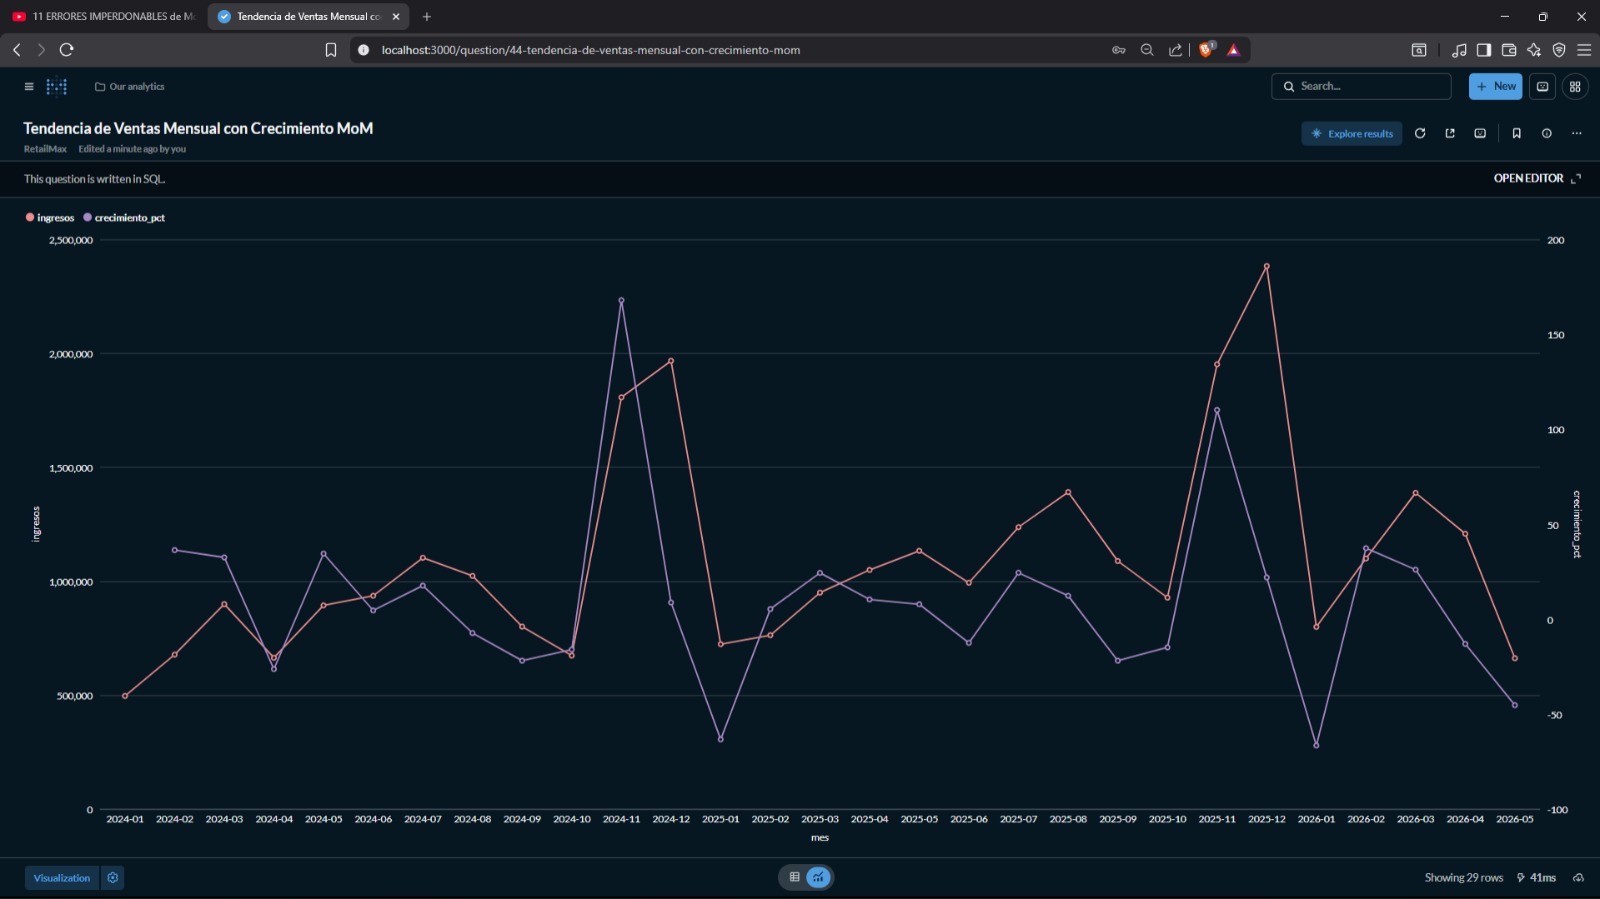 11 ERRORES IMPERDONABLES de M
Tendencia de Ventas Mensual co
localhost:3000/question/44-tendencia-de-ventas-mensual-con-crecimiento-mom
1
Our analytics
Search...
+ New
Tendencia de Ventas Mensual con Crecimiento MoM
Explore results
RetailMax Edited a minute ago by you
This question is written in SQL.
OPEN EDITOR
ingresos crecimiento_pct
2,500,000
2,000,000
1,500,000
1,000,000
500,000
0
ingresos
200
150
100
50
0
-50
-100
crecimiento_pct
2024-01 2024-02 2024-03 2024-04 2024-05 2024-06 2024-07 2024-08 2024-09 2024-10 2024-11 2024-12 2025-01 2025-02 2025-03 2025-04 2025-05 2025-06 2025-07 2025-08 2025-09 2025-10 2025-11 2025-12 2026-01 2026-02 2026-03 2026-04 2026-05
mes
Visualization
Showing 29 rows 41ms